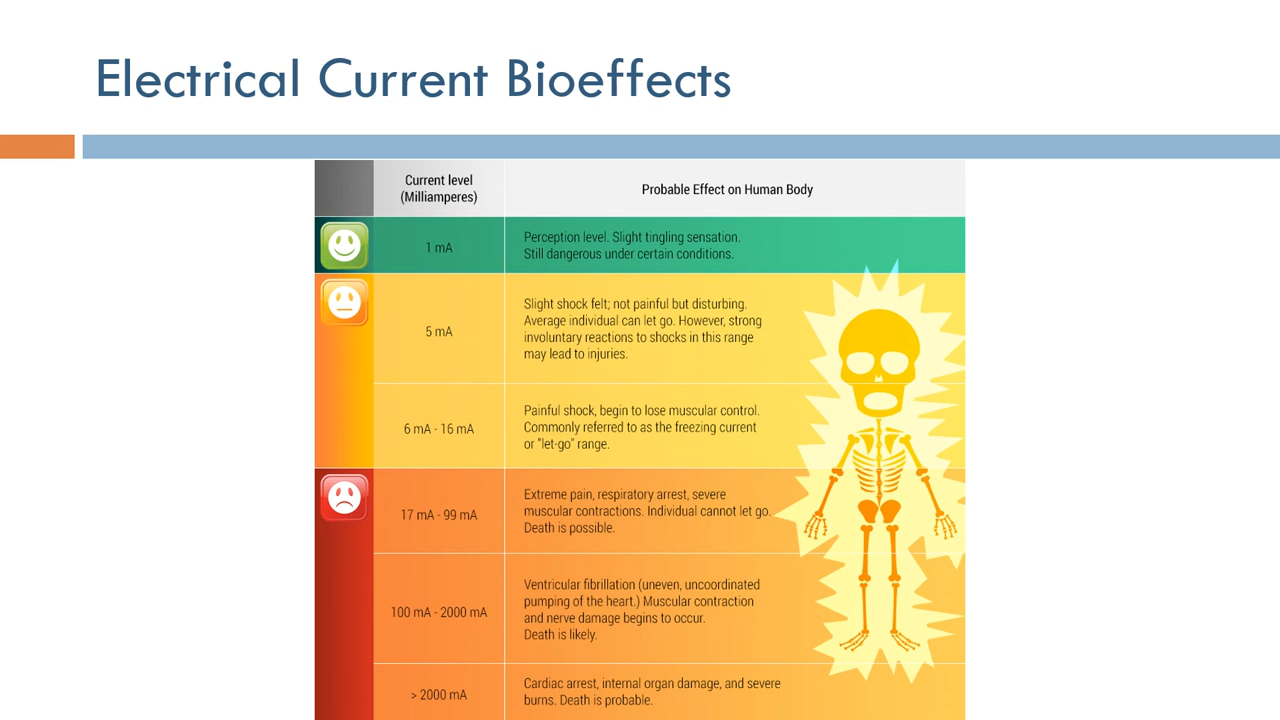 Electrical Current Bioeffects
Current level
(Milliamperes)
Probable Effect on Human Body
1 mA
Perception level. Slight tingling sensation.
Still dangerous under certain conditions.
5 mA
Slight shock felt; not painful but disturbing.
Average individual can let go. However, strong
involuntary reactions to shocks in this range
may lead to injuries.
6 mA - 16 mA
Painful shock, begin to lose muscular control.
Commonly referred to as the freezing current
or "let-go" range.
17 mA - 99 mA
Extreme pain, respiratory arrest, severe
muscular contractions. Individual cannot let go.
Death is possible.
100 mA - 2000 mA
Ventricular fibrillation (uneven, uncoordinated
pumping of the heart.) Muscular contraction
and nerve damage begins to occur.
Death is likely.
> 2000 mA
Cardiac arrest, internal organ damage, and severe
burns. Death is probable.